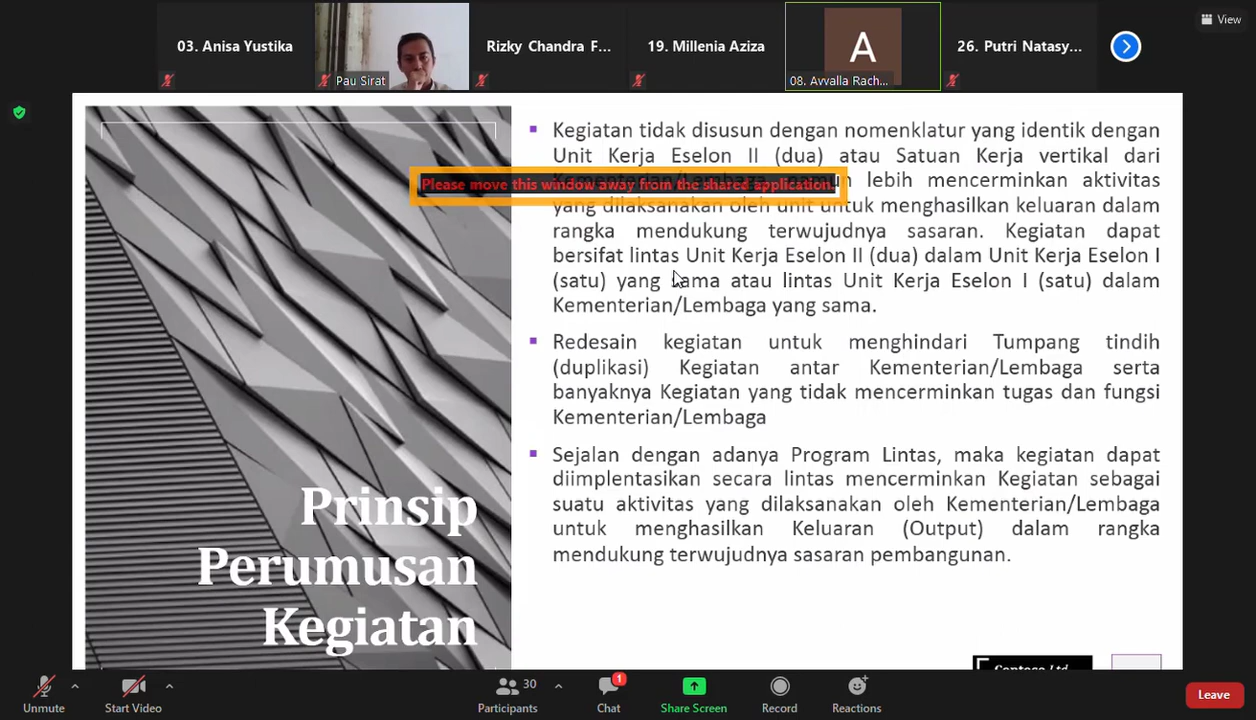 View
03. Anisa Yustika
Pau Sirat
Rizky Chandra F...
19. Millenia Aziza
A
08. Avvalla Rach...
26. Putri Natasy...
Kegiatan tidak disusun dengan nomenklatur yang identik dengan
Unit Kerja Eselon II (dua) atau Satuan Kerja vertikal dari
Kementerian/Lembaga, namun lebih mencerminkan aktivitas
Please move this window away from the shared application.
yang dilaksanakan oleh unit untuk menghasilkan keluaran dalam
rangka mendukung terwujudnya sasaran. Kegiatan dapat
bersifat lintas Unit Kerja Eselon II (dua) dalam Unit Kerja Eselon I
(satu) yang sama atau lintas Unit Kerja Eselon I (satu) dalam
Kementerian/Lembaga yang sama.
Redesain kegiatan untuk menghindari Tumpang tindih
(duplikasi) Kegiatan antar Kementerian/Lembaga serta
banyaknya Kegiatan yang tidak mencerminkan tugas dan fungsi
Kementerian/Lembaga
Sejalan dengan adanya Program Lintas, maka kegiatan dapat
diimplentasikan secara lintas mencerminkan Kegiatan sebagai
suatu aktivitas yang dilaksanakan oleh Kementerian/Lembaga
untuk menghasilkan Keluaran (Output) dalam rangka
mendukung terwujudnya sasaran pembangunan.
Prinsip
Perumusan
Kegiatan
Contoso Ltd.
Unmute
Start Video
30
Participants
1
Chat
Share Screen
Record
Reactions
Leave